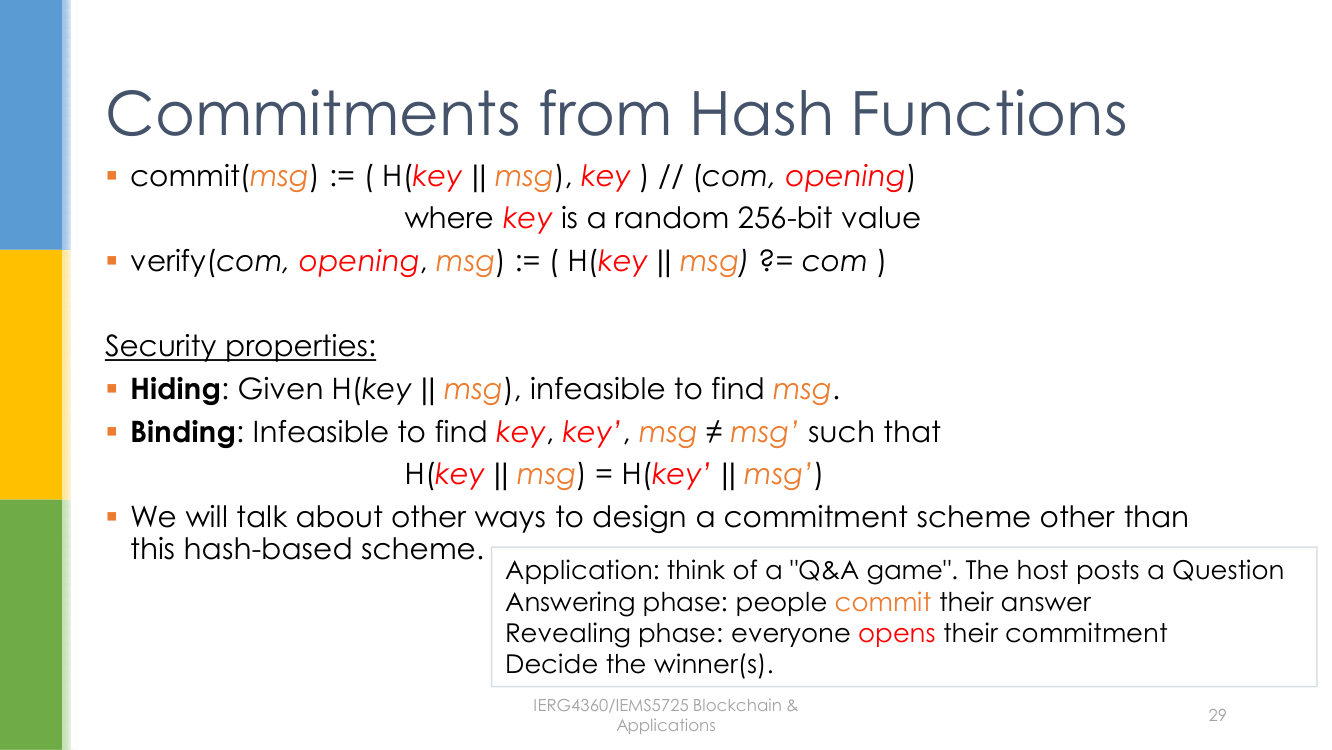 Commitments from Hash Functions
▪ commit(msg) := ( H(key || msg), key ) // (com, opening)
where key is a random 256-bit value
▪ verify(com, opening, msg) := ( H(key || msg) ?= com )
Security properties:
▪ Hiding: Given H(key || msg), infeasible to find msg.
▪ Binding: Infeasible to find key, key’, msg ≠ msg’ such that
H(key || msg) = H(key’ || msg’)
▪ We will talk about other ways to design a commitment scheme other than
this hash-based scheme.
Application: think of a "Q&A game". The host posts a Question
Answering phase: people commit their answer
Revealing phase: everyone opens their commitment
Decide the winner(s).
IERG4360/IEMS5725 Blockchain &
Applications
29